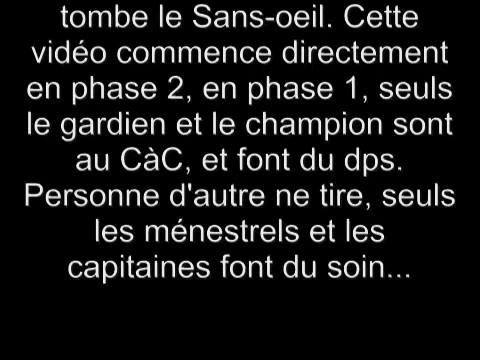 tombe le Sans-oeil. Cette
vidéo commence directement
en phase 2, en phase 1, seuls
le gardien et le champion sont
au CàC, et font du dps.
Personne d'autre ne tire, seuls
les ménestrels et les
capitaines font du soin...